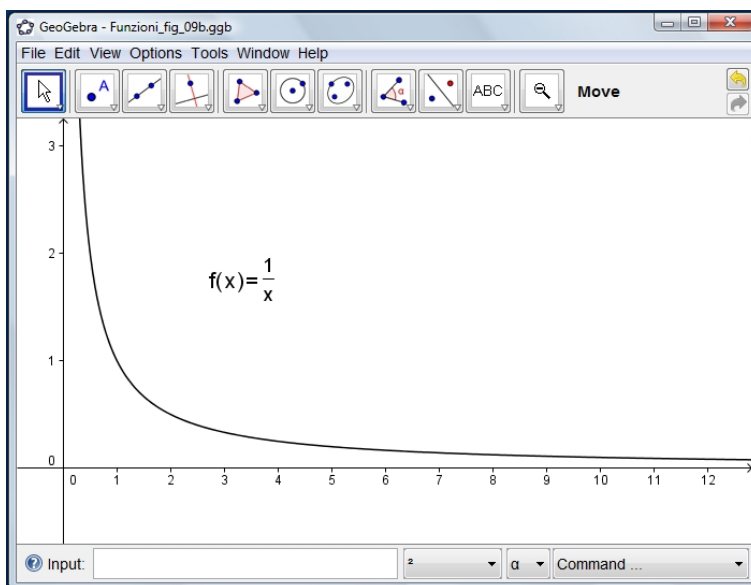 GeoGebra - Funzioni_fig_09b.ggb
File Edit View Options Tools Window Help
A α ABC Move
3
2
f(x)=1/x
1
0
0 1 2 3 4 5 6 7 8 9 10 11 12
Input: ² α Command ...